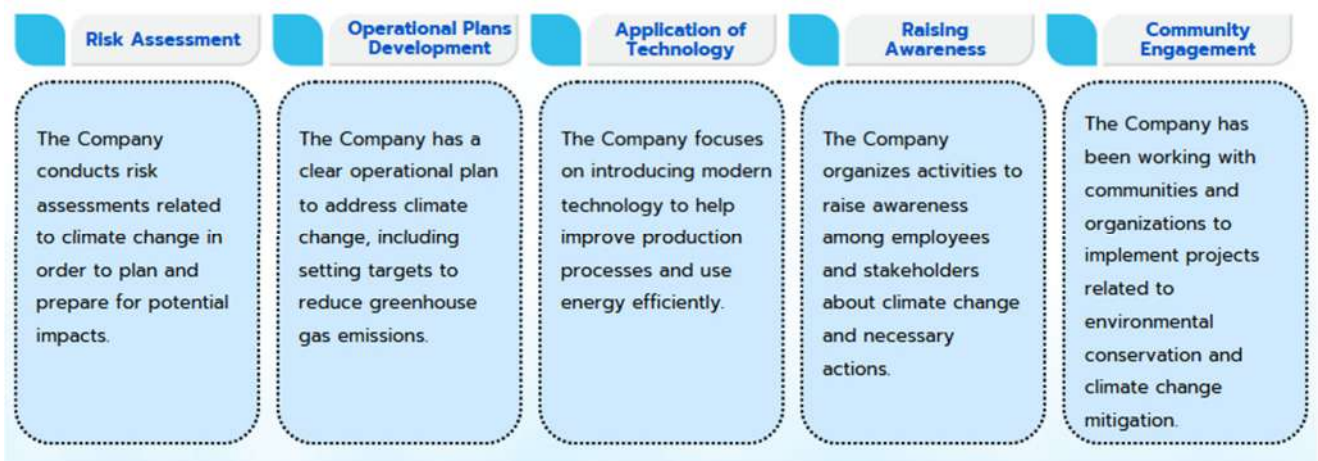 Risk Assessment
The Company
conducts risk
assessments related
to climate change in
order to plan and
prepare for potential
impacts.
Operational Plans
Development
The Company has a
clear operational plan
to address climate
change, including
setting targets to
reduce greenhouse
gas emissions.
Application of
Technology
The Company focuses
on introducing modern
technology to help
improve production
processes and use
energy efficiently.
Raising
Awareness
The Company
organizes activities to
raise awareness
among employees
and stakeholders
about climate change
and necessary
actions.
Community
Engagement
The Company has
been working with
communities and
organizations to
implement projects
related to
environmental
conservation and
climate change
mitigation.